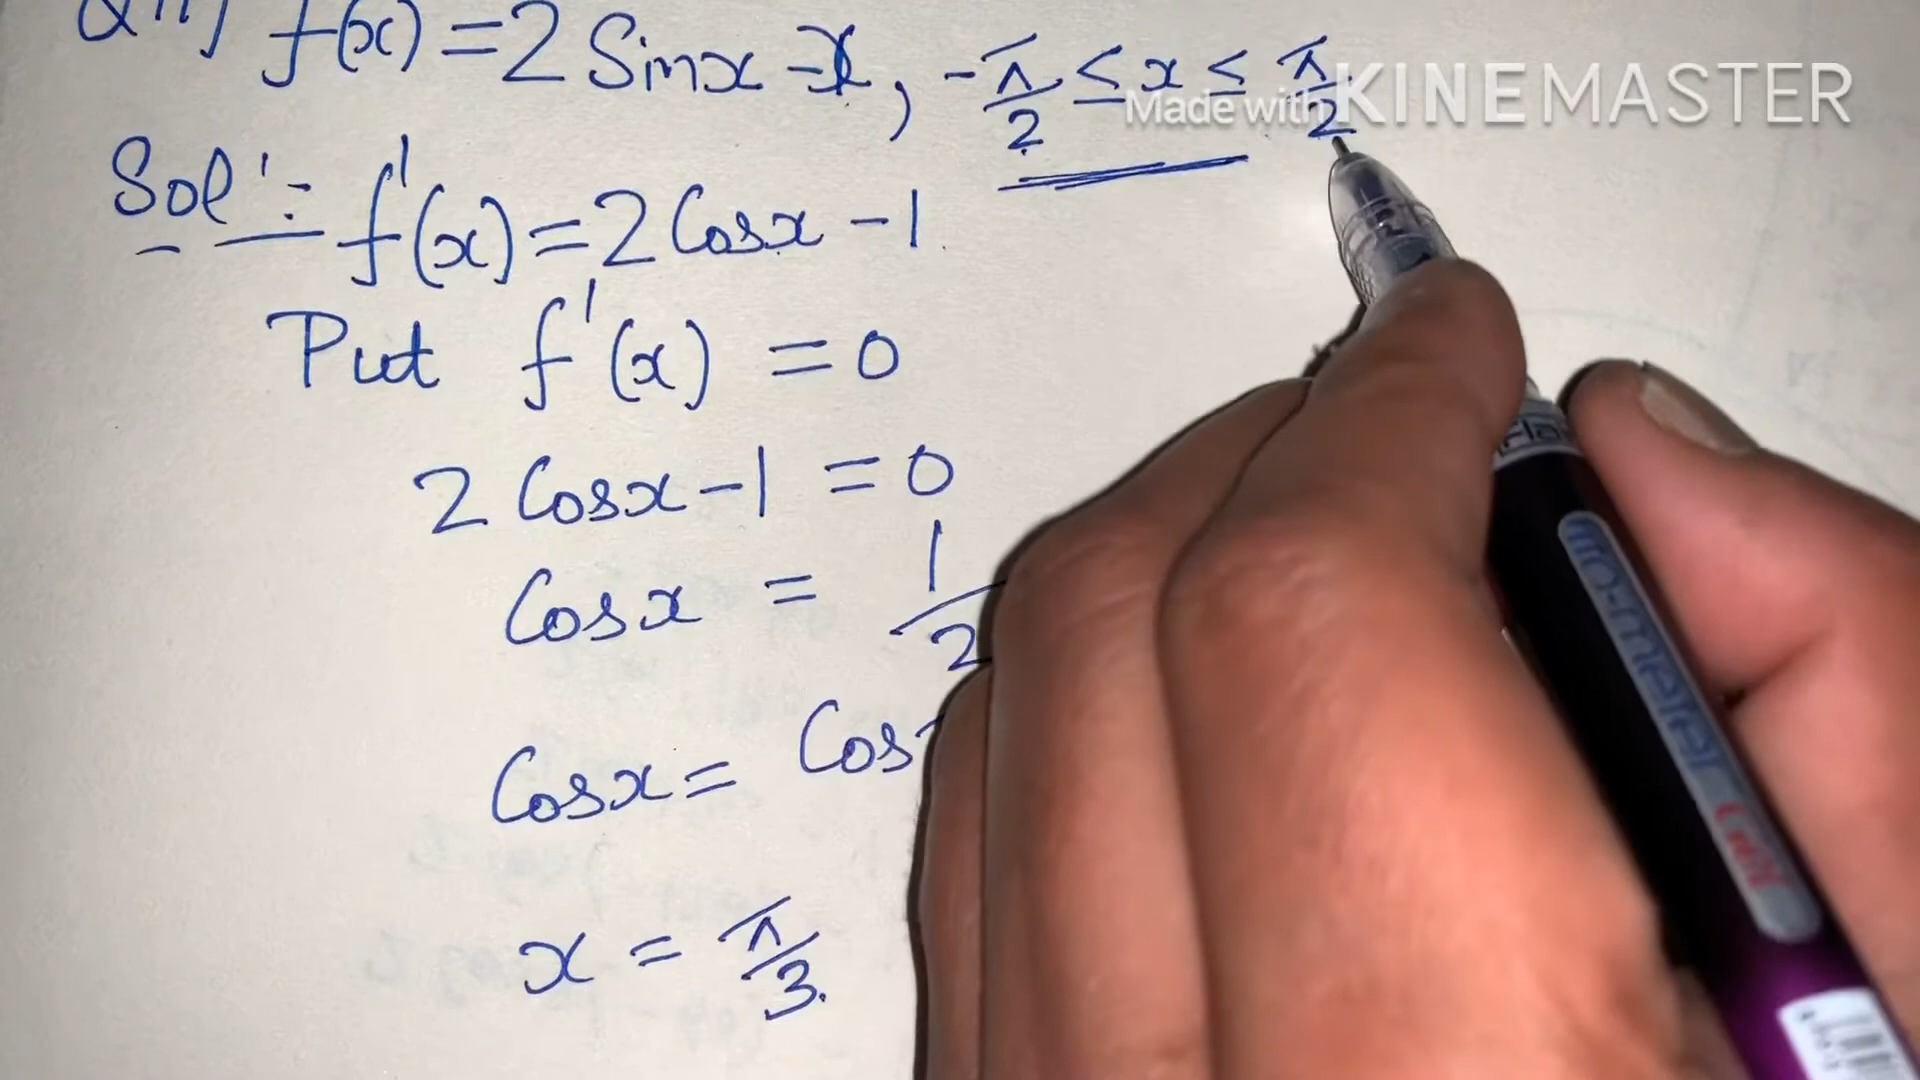 f(x) = 2 Sinx - x, -π/2 ≤ x ≤ π/2
Made with KINEMASTER
Sol':- f'(x) = 2 Cosx - 1
Put f'(x) = 0
2 Cosx - 1 = 0
Cosx = 1/2
Cosx = Cos
x = π/3.